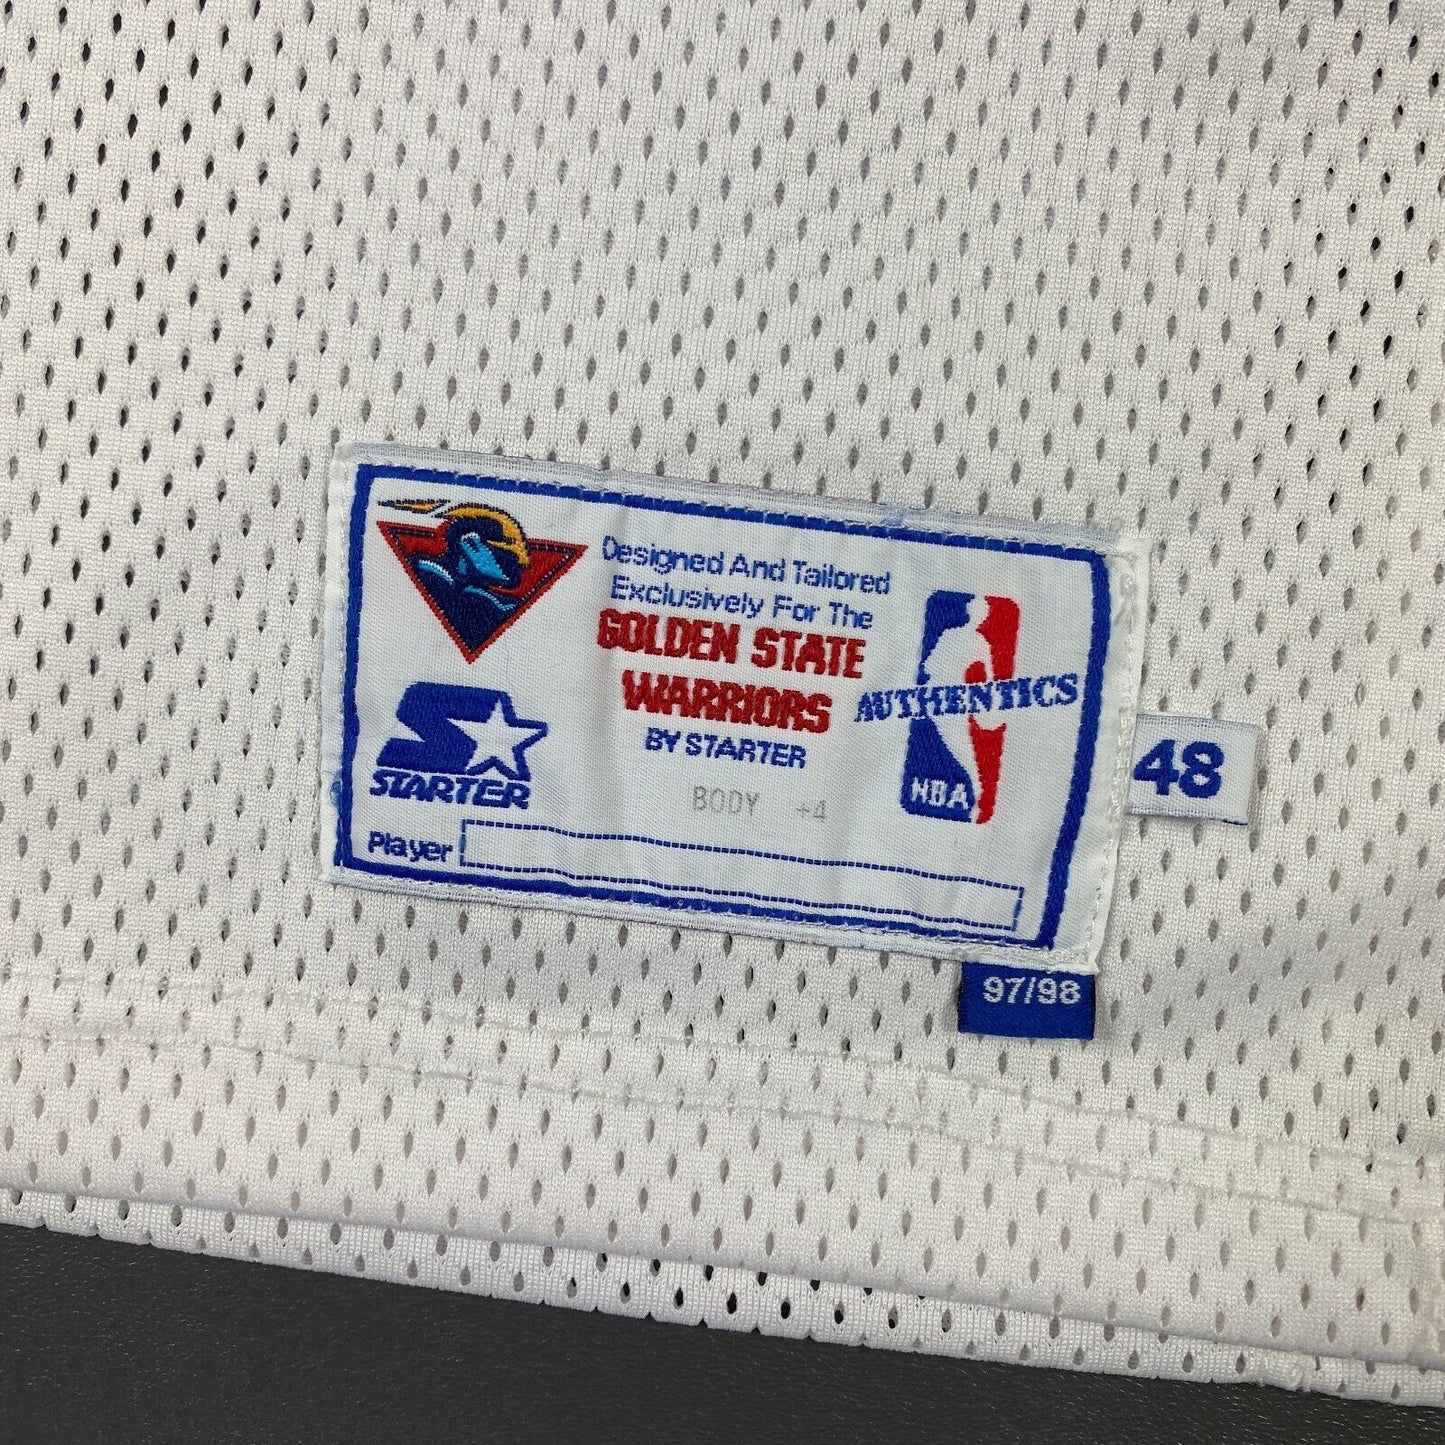 Designed And Tailored
Exclusively For The
GOLDEN STATE
WARRIORS
BY STARTER
BODY +4
STARTER
Player
AUTHENTICS
NBA
48
97/98